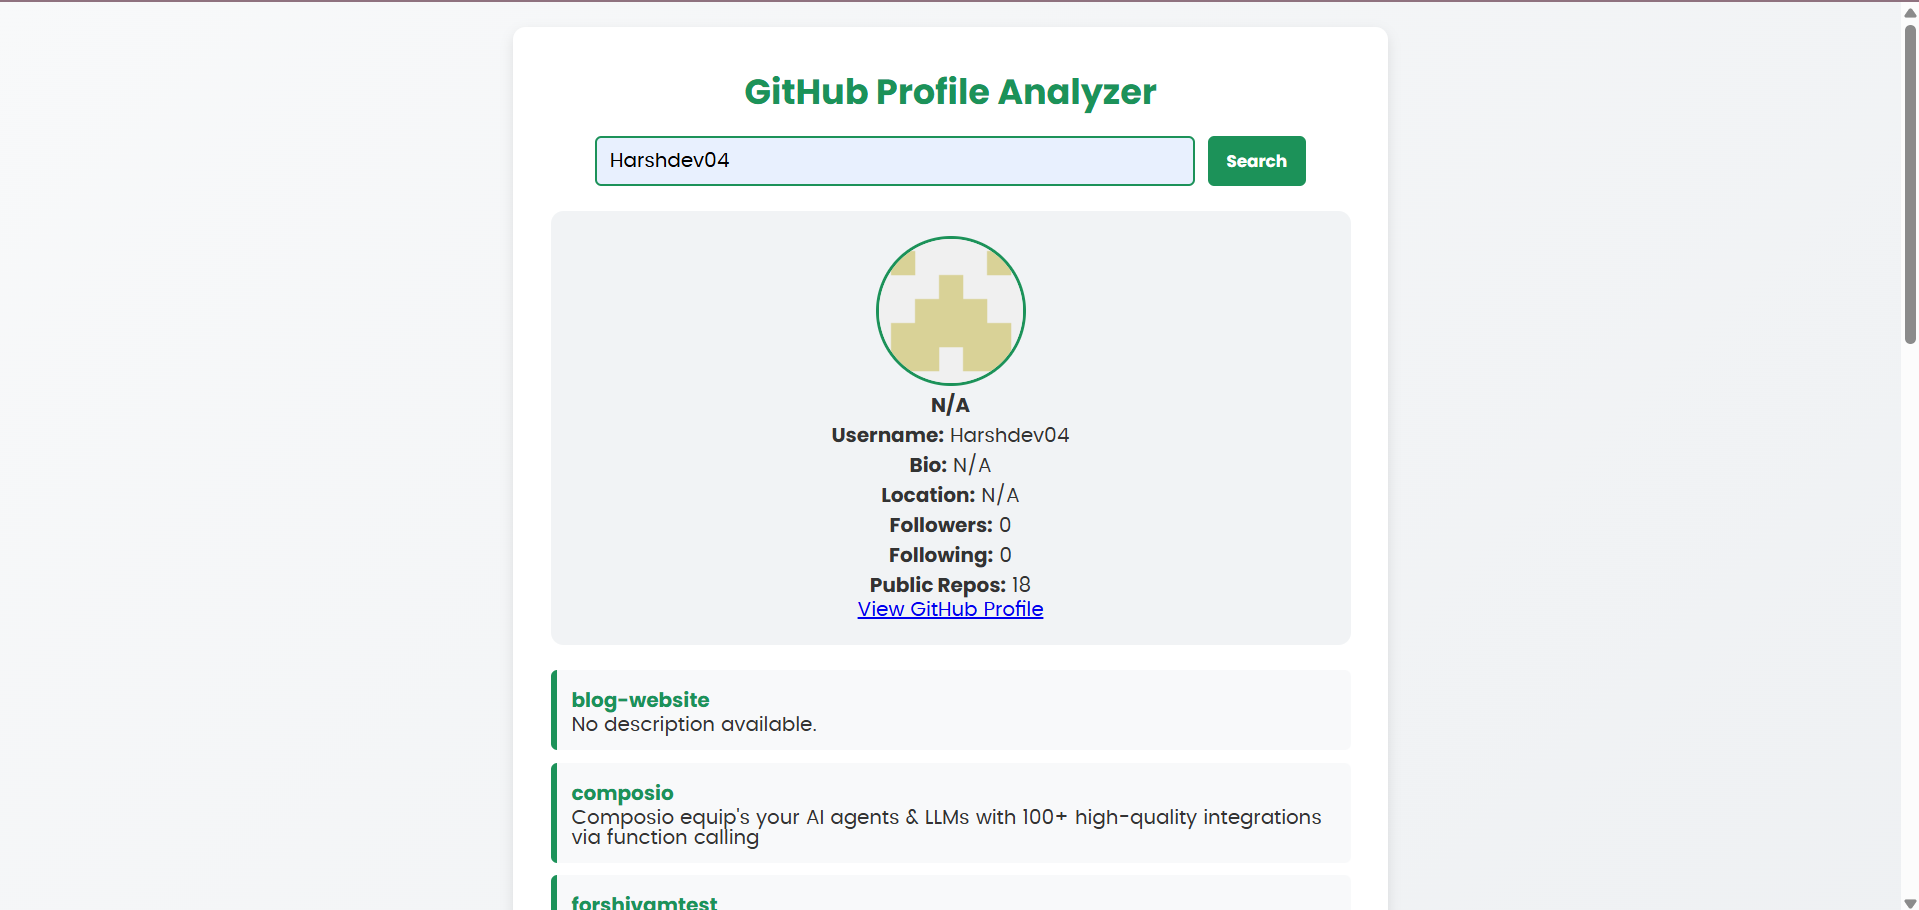 GitHub Profile Analyzer
Harshdev04
Search
N/A
Username: Harshdev04
Bio: N/A
Location: N/A
Followers: 0
Following: 0
Public Repos: 18
View GitHub Profile
blog-website
No description available.
composio
Composio equip's your AI agents & LLMs with 100+ high-quality integrations
via function calling
forshivamtest